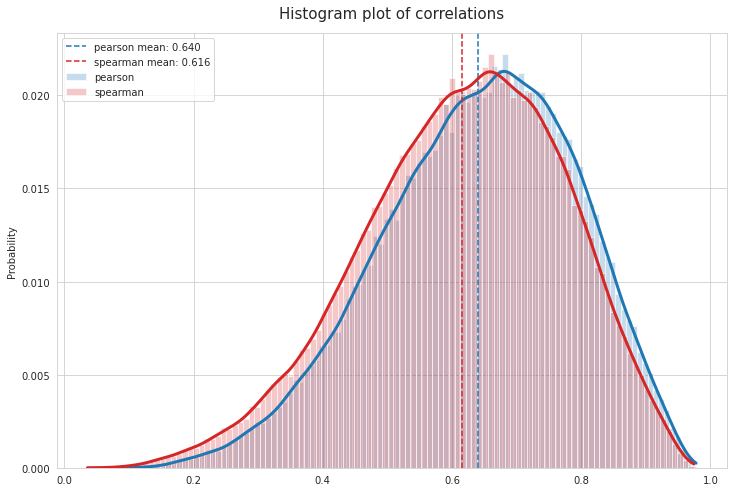 Histogram plot of correlations
pearson mean: 0.640
spearman mean: 0.616
pearson
spearman
Probability
0.020
0.015
0.010
0.005
0.000
0.0 0.2 0.4 0.6 0.8 1.0